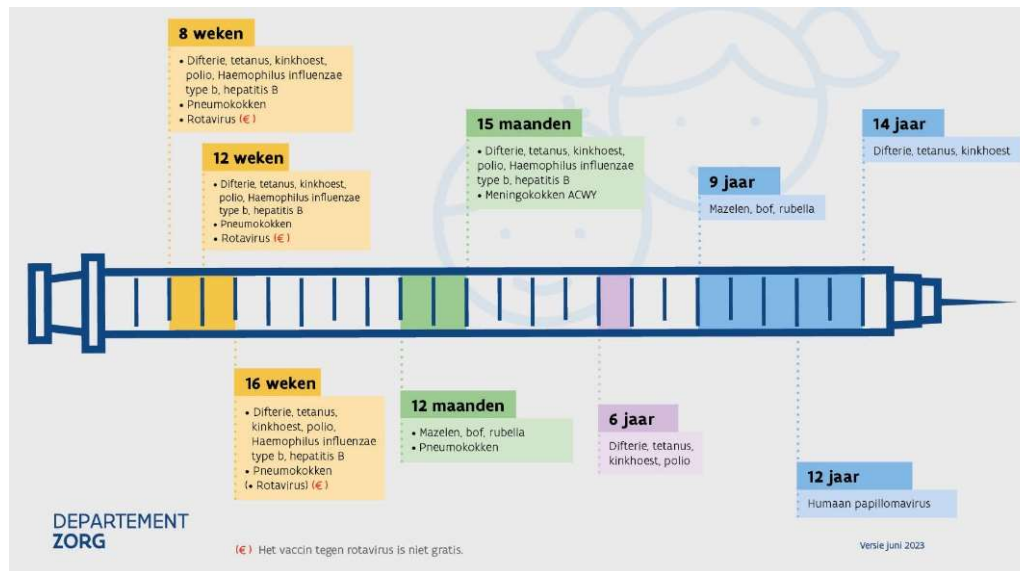 8 weken
• Difterie, tetanus, kinkhoest,
polio, Haemophilus influenzae
type b, hepatitis B
• Pneumokokken
• Rotavirus (€)
12 weken
• Difterie, tetanus, kinkhoest,
polio, Haemophilus influenzae
type b, hepatitis B
• Pneumokokken
• Rotavirus (€)
15 maanden
• Difterie, tetanus, kinkhoest,
polio, Haemophilus influenzae
type b, hepatitis B
• Meningokokken ACWY
9 jaar
Mazelen, bof, rubella
14 jaar
Difterie, tetanus, kinkhoest
16 weken
• Difterie, tetanus,
kinkhoest, polio,
Haemophilus influenzae
type b, hepatitis B
• Pneumokokken
(• Rotavirus) (€)
12 maanden
• Mazelen, bof, rubella
• Pneumokokken
6 jaar
Difterie, tetanus,
kinkhoest, polio
12 jaar
Humaan papillomavirus
DEPARTEMENT
ZORG
(€) Het vaccin tegen rotavirus is niet gratis.
Versie juni 2023